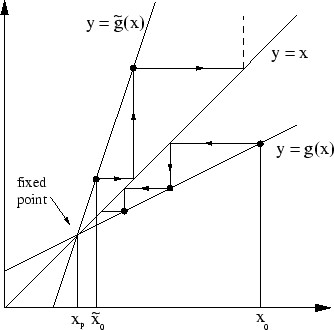 y = g̃(x)
y = x
y = g(x)
fixed
point
xₚ x̃₀ x₀